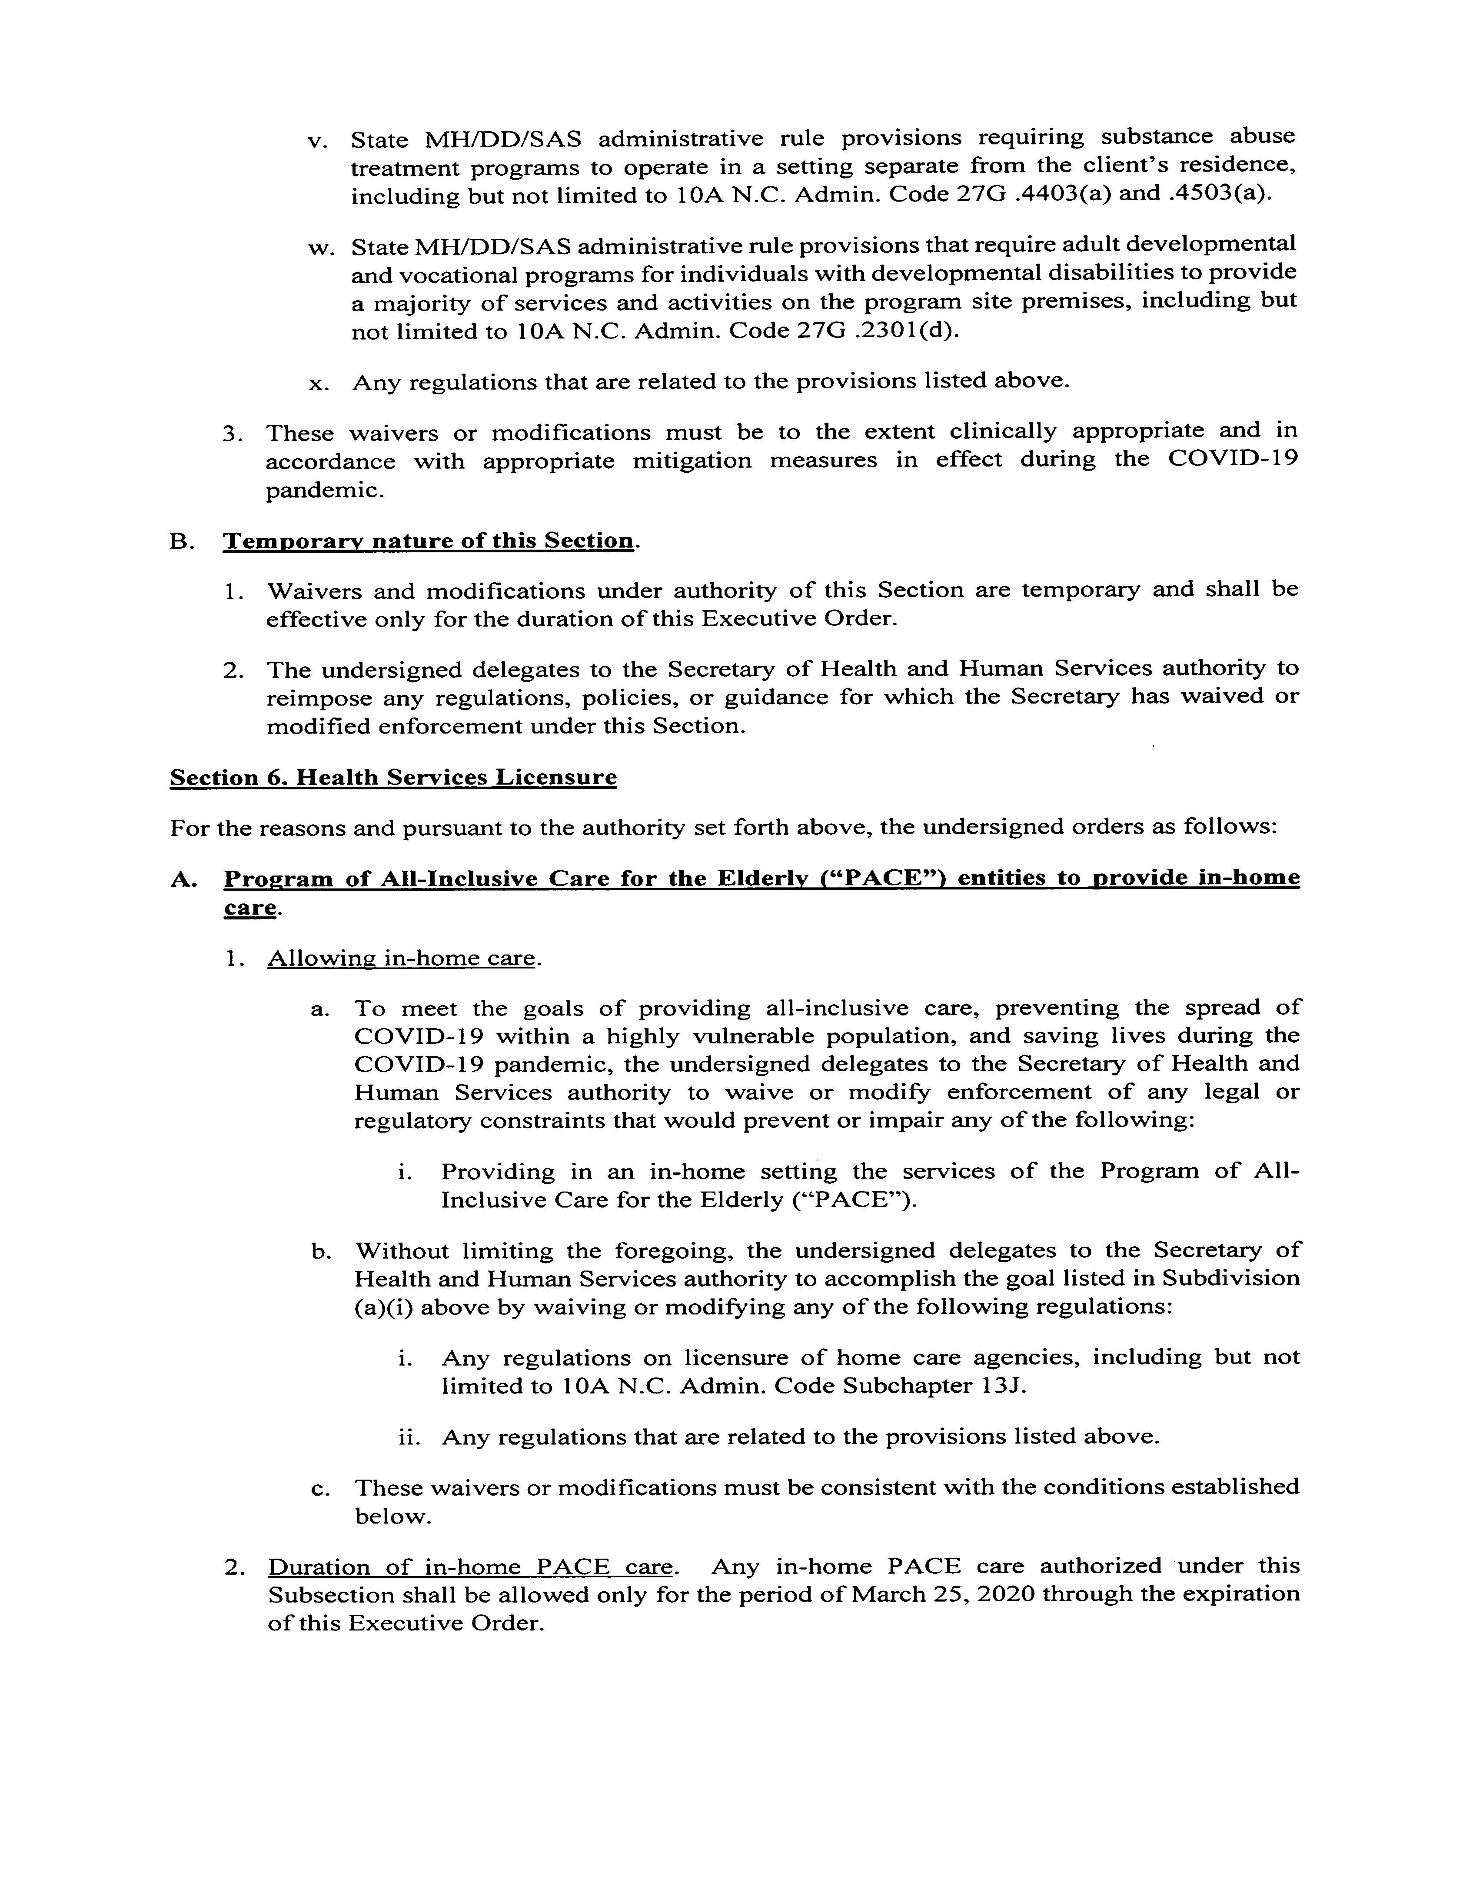 v. State MH/DD/SAS administrative rule provisions requiring substance abuse
treatment programs to operate in a setting separate from the client's residence,
including but not limited to 10A N.C. Admin. Code 27G .4403(a) and .4503(a).
w. State MH/DD/SAS administrative rule provisions that require adult developmental
and vocational programs for individuals with developmental disabilities to provide
a majority of services and activities on the program site premises, including but
not limited to 10A N.C. Admin. Code 27G .2301(d).
x. Any regulations that are related to the provisions listed above.
3. These waivers or modifications must be to the extent clinically appropriate and in
accordance with appropriate mitigation measures in effect during the COVID-19
pandemic.
B. Temporary nature of this Section.
1. Waivers and modifications under authority of this Section are temporary and shall be
effective only for the duration of this Executive Order.
2. The undersigned delegates to the Secretary of Health and Human Services authority to
reimpose any regulations, policies, or guidance for which the Secretary has waived or
modified enforcement under this Section.
Section 6. Health Services Licensure
For the reasons and pursuant to the authority set forth above, the undersigned orders as follows:
A. Program of All-Inclusive Care for the Elderly (“PACE”) entities to provide in-home
care.
1. Allowing in-home care.
a. To meet the goals of providing all-inclusive care, preventing the spread of
COVID-19 within a highly vulnerable population, and saving lives during the
COVID-19 pandemic, the undersigned delegates to the Secretary of Health and
Human Services authority to waive or modify enforcement of any legal or
regulatory constraints that would prevent or impair any of the following:
i. Providing in an in-home setting the services of the Program of All-
Inclusive Care for the Elderly (“PACE”).
b. Without limiting the foregoing, the undersigned delegates to the Secretary of
Health and Human Services authority to accomplish the goal listed in Subdivision
(a)(i) above by waiving or modifying any of the following regulations:
i. Any regulations on licensure of home care agencies, including but not
limited to 10A N.C. Admin. Code Subchapter 13J.
ii. Any regulations that are related to the provisions listed above.
c. These waivers or modifications must be consistent with the conditions established
below.
2. Duration of in-home PACE care. Any in-home PACE care authorized under this
Subsection shall be allowed only for the period of March 25, 2020 through the expiration
of this Executive Order.